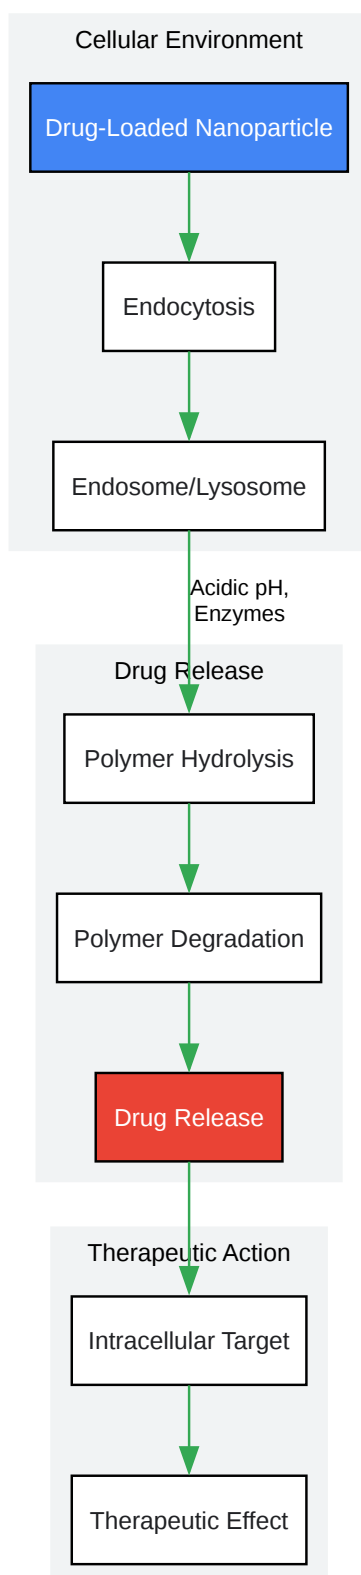 Cellular Environment
Drug-Loaded Nanoparticle
Endocytosis
Endosome/Lysosome
Acidic pH,
Enzymes
Drug Release
Polymer Hydrolysis
Polymer Degradation
Drug Release
Therapeutic Action
Intracellular Target
Therapeutic Effect